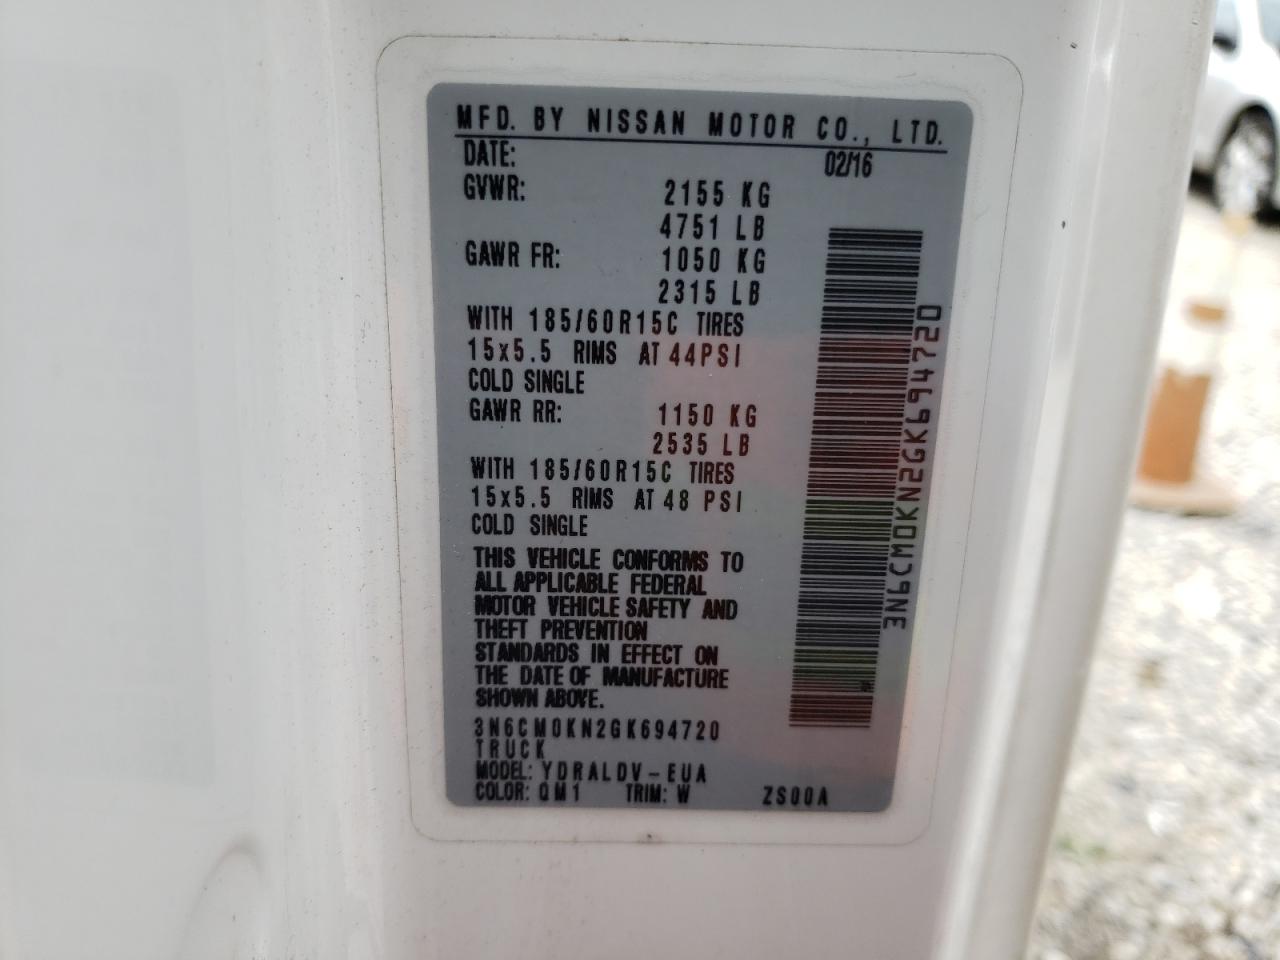 MFD. BY NISSAN MOTOR CO., LTD.
DATE: 02/16
GVWR: 2155 KG
4751 LB
GAWR FR: 1050 KG
2315 LB
WITH 185/60R15C TIRES
15x5.5 RIMS AT 44PSI
COLD SINGLE
GAWR RR: 1150 KG
2535 LB
WITH 185/60R15C TIRES
15x5.5 RIMS AT 48 PSI
COLD SINGLE
THIS VEHICLE CONFORMS TO
ALL APPLICABLE FEDERAL
MOTOR VEHICLE SAFETY AND
THEFT PREVENTION
STANDARDS IN EFFECT ON
THE DATE OF MANUFACTURE
SHOWN ABOVE.
3N6CM0KN2GK694720
TRUCK
MODEL: YDRALDV-EUA
COLOR: QM1 TRIM: W ZS00A
3N6CM0KN2GK694720